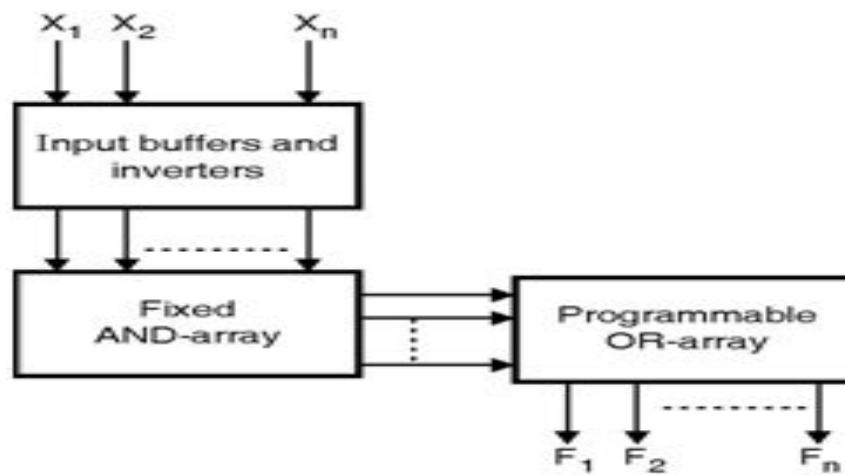 X1 X2 Xn
Input buffers and
inverters
Fixed
AND-array
Programmable
OR-array
F1 F2 Fn